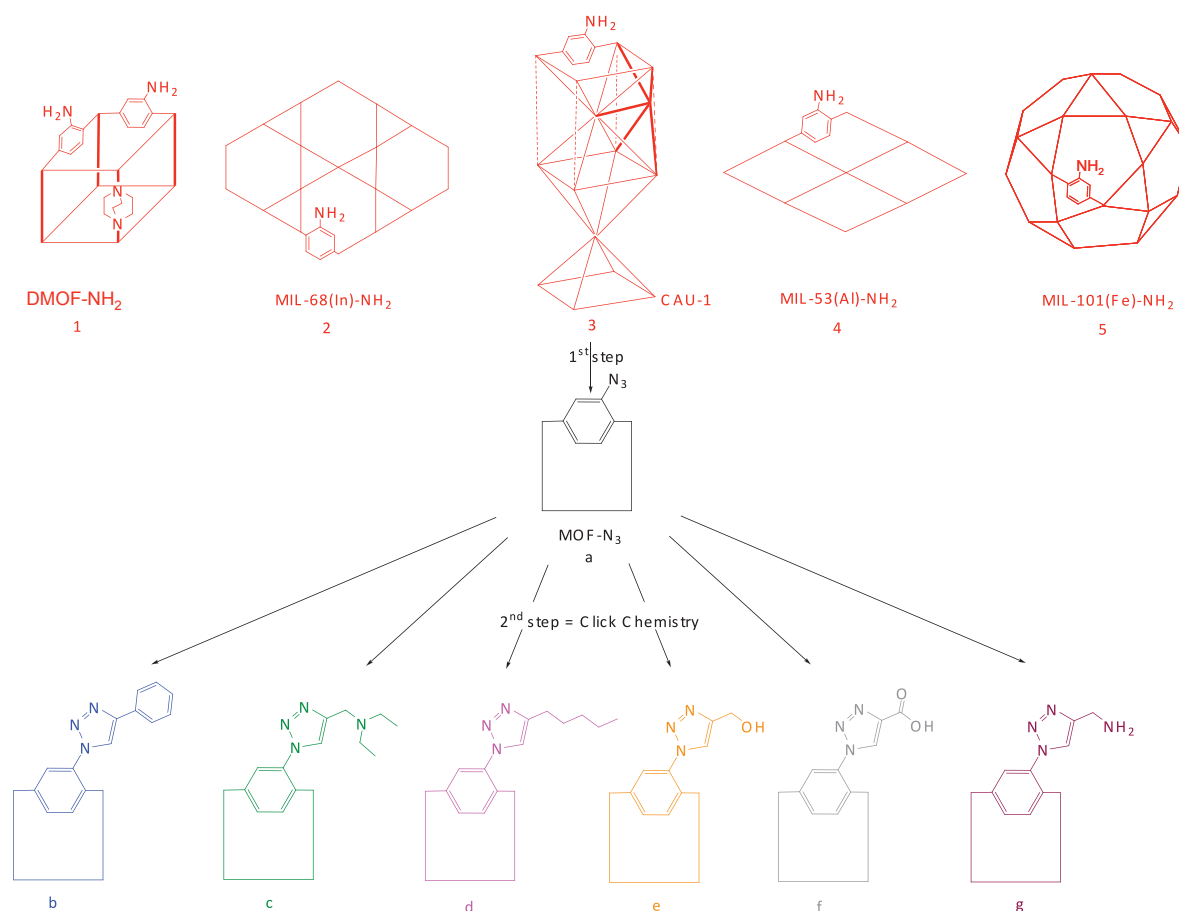 NH₂
NH₂
H₂N
N
N
DMOF-NH₂
1
NH₂
MIL-68(In)-NH₂
2
NH₂
CAU-1
3
NH₂
MIL-53(Al)-NH₂
4
NH₂
MIL-101(Fe)-NH₂
5
1ˢᵗ step
N₃
MOF-N₃
a
2ⁿᵈ step = Click Chemistry
N
N
N
b
N
N
N
N
c
N
N
N
d
N
N
N
OH
e
N
N
N
O
OH
f
N
N
N
NH₂
g